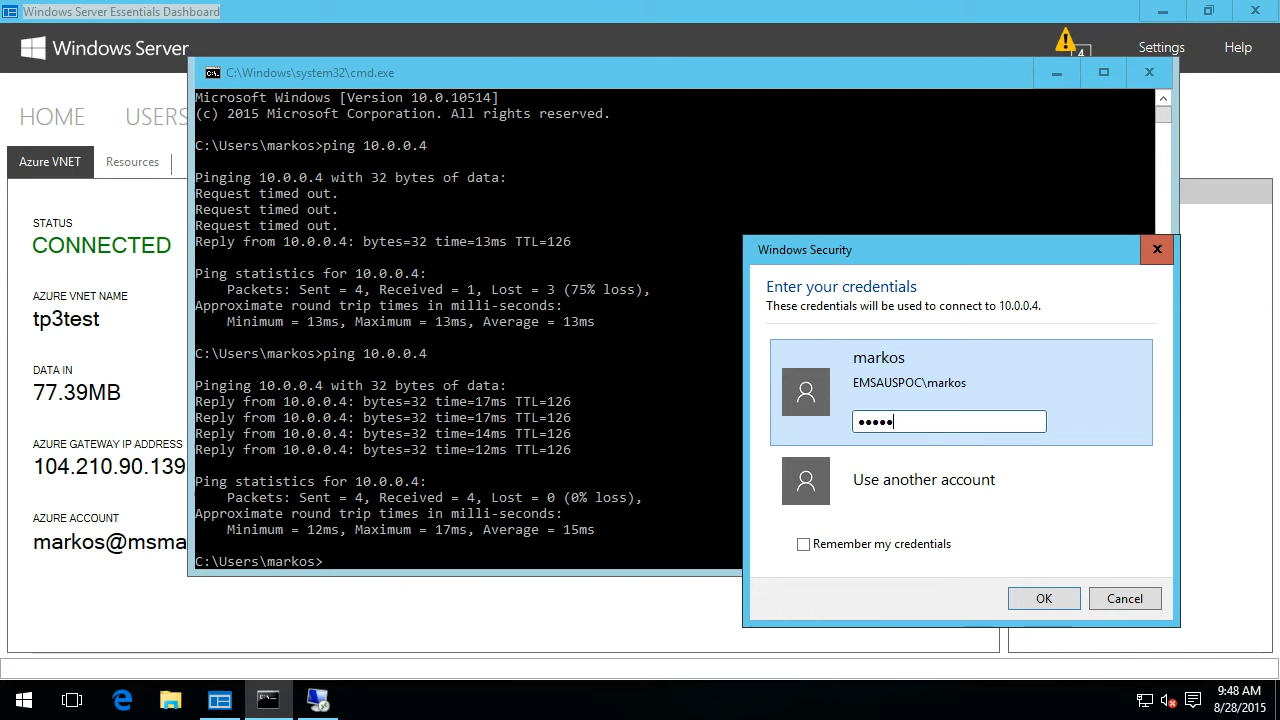 Windows Server Essentials Dashboard
Windows Server
4
Settings
Help
HOME
USERS
Azure VNET
Resources
STATUS
CONNECTED
AZURE VNET NAME
tp3test
DATA IN
77.39MB
AZURE GATEWAY IP ADDRESS
104.210.90.139
AZURE ACCOUNT
markos@msma
C:\Windows\system32\cmd.exe
Microsoft Windows [Version 10.0.10514]
(c) 2015 Microsoft Corporation. All rights reserved.
C:\Users\markos>ping 10.0.0.4
Pinging 10.0.0.4 with 32 bytes of data:
Request timed out.
Request timed out.
Request timed out.
Reply from 10.0.0.4: bytes=32 time=13ms TTL=126
Ping statistics for 10.0.0.4:
Packets: Sent = 4, Received = 1, Lost = 3 (75% loss),
Approximate round trip times in milli-seconds:
Minimum = 13ms, Maximum = 13ms, Average = 13ms
C:\Users\markos>ping 10.0.0.4
Pinging 10.0.0.4 with 32 bytes of data:
Reply from 10.0.0.4: bytes=32 time=17ms TTL=126
Reply from 10.0.0.4: bytes=32 time=17ms TTL=126
Reply from 10.0.0.4: bytes=32 time=14ms TTL=126
Reply from 10.0.0.4: bytes=32 time=12ms TTL=126
Ping statistics for 10.0.0.4:
Packets: Sent = 4, Received = 4, Lost = 0 (0% loss),
Approximate round trip times in milli-seconds:
Minimum = 12ms, Maximum = 17ms, Average = 15ms
C:\Users\markos>
Windows Security
Enter your credentials
These credentials will be used to connect to 10.0.0.4.
markos
EMSAUSPOC\markos
●●●●●
Use another account
Remember my credentials
OK
Cancel
9:48 AM
8/28/2015